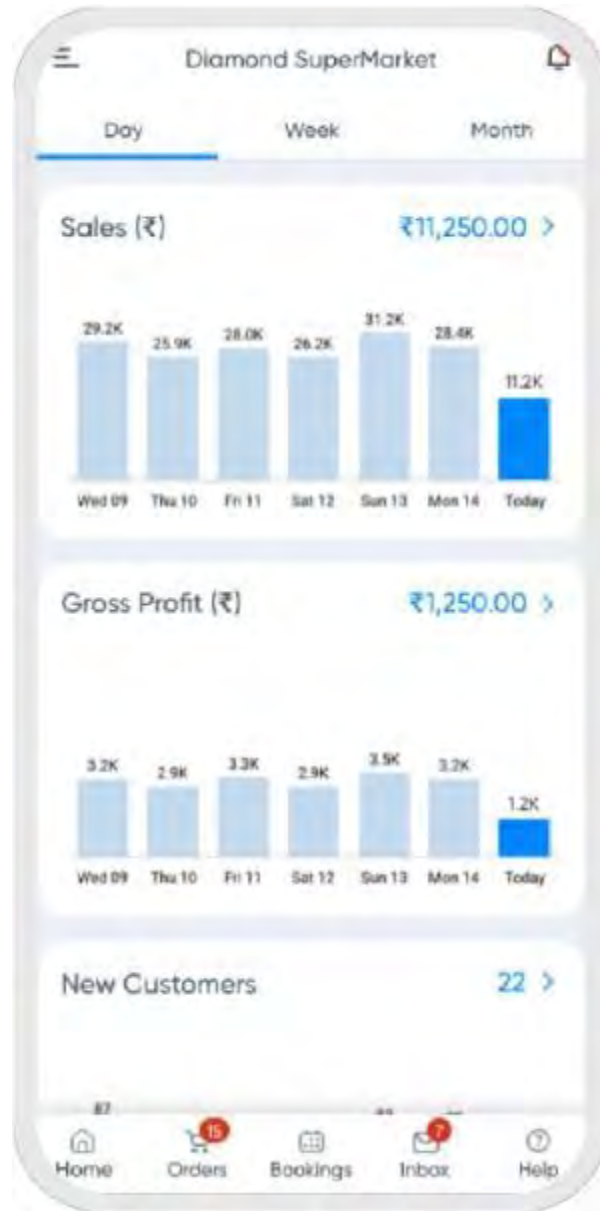 Diamond SuperMarket
Day Week Month
Sales (₹) ₹11,250.00 >
29.2K 25.9K 28.0K 26.2K 31.2K 28.4K 11.2K
Wed 09 Thu 10 Fri 11 Sat 12 Sun 13 Mon 14 Today
Gross Profit (₹) ₹1,250.00 >
3.2K 2.9K 3.3K 2.9K 3.5K 3.2K 1.2K
Wed 09 Thu 10 Fri 11 Sat 12 Sun 13 Mon 14 Today
New Customers 22 >
87
15 7
Home Orders Bookings Inbox Help